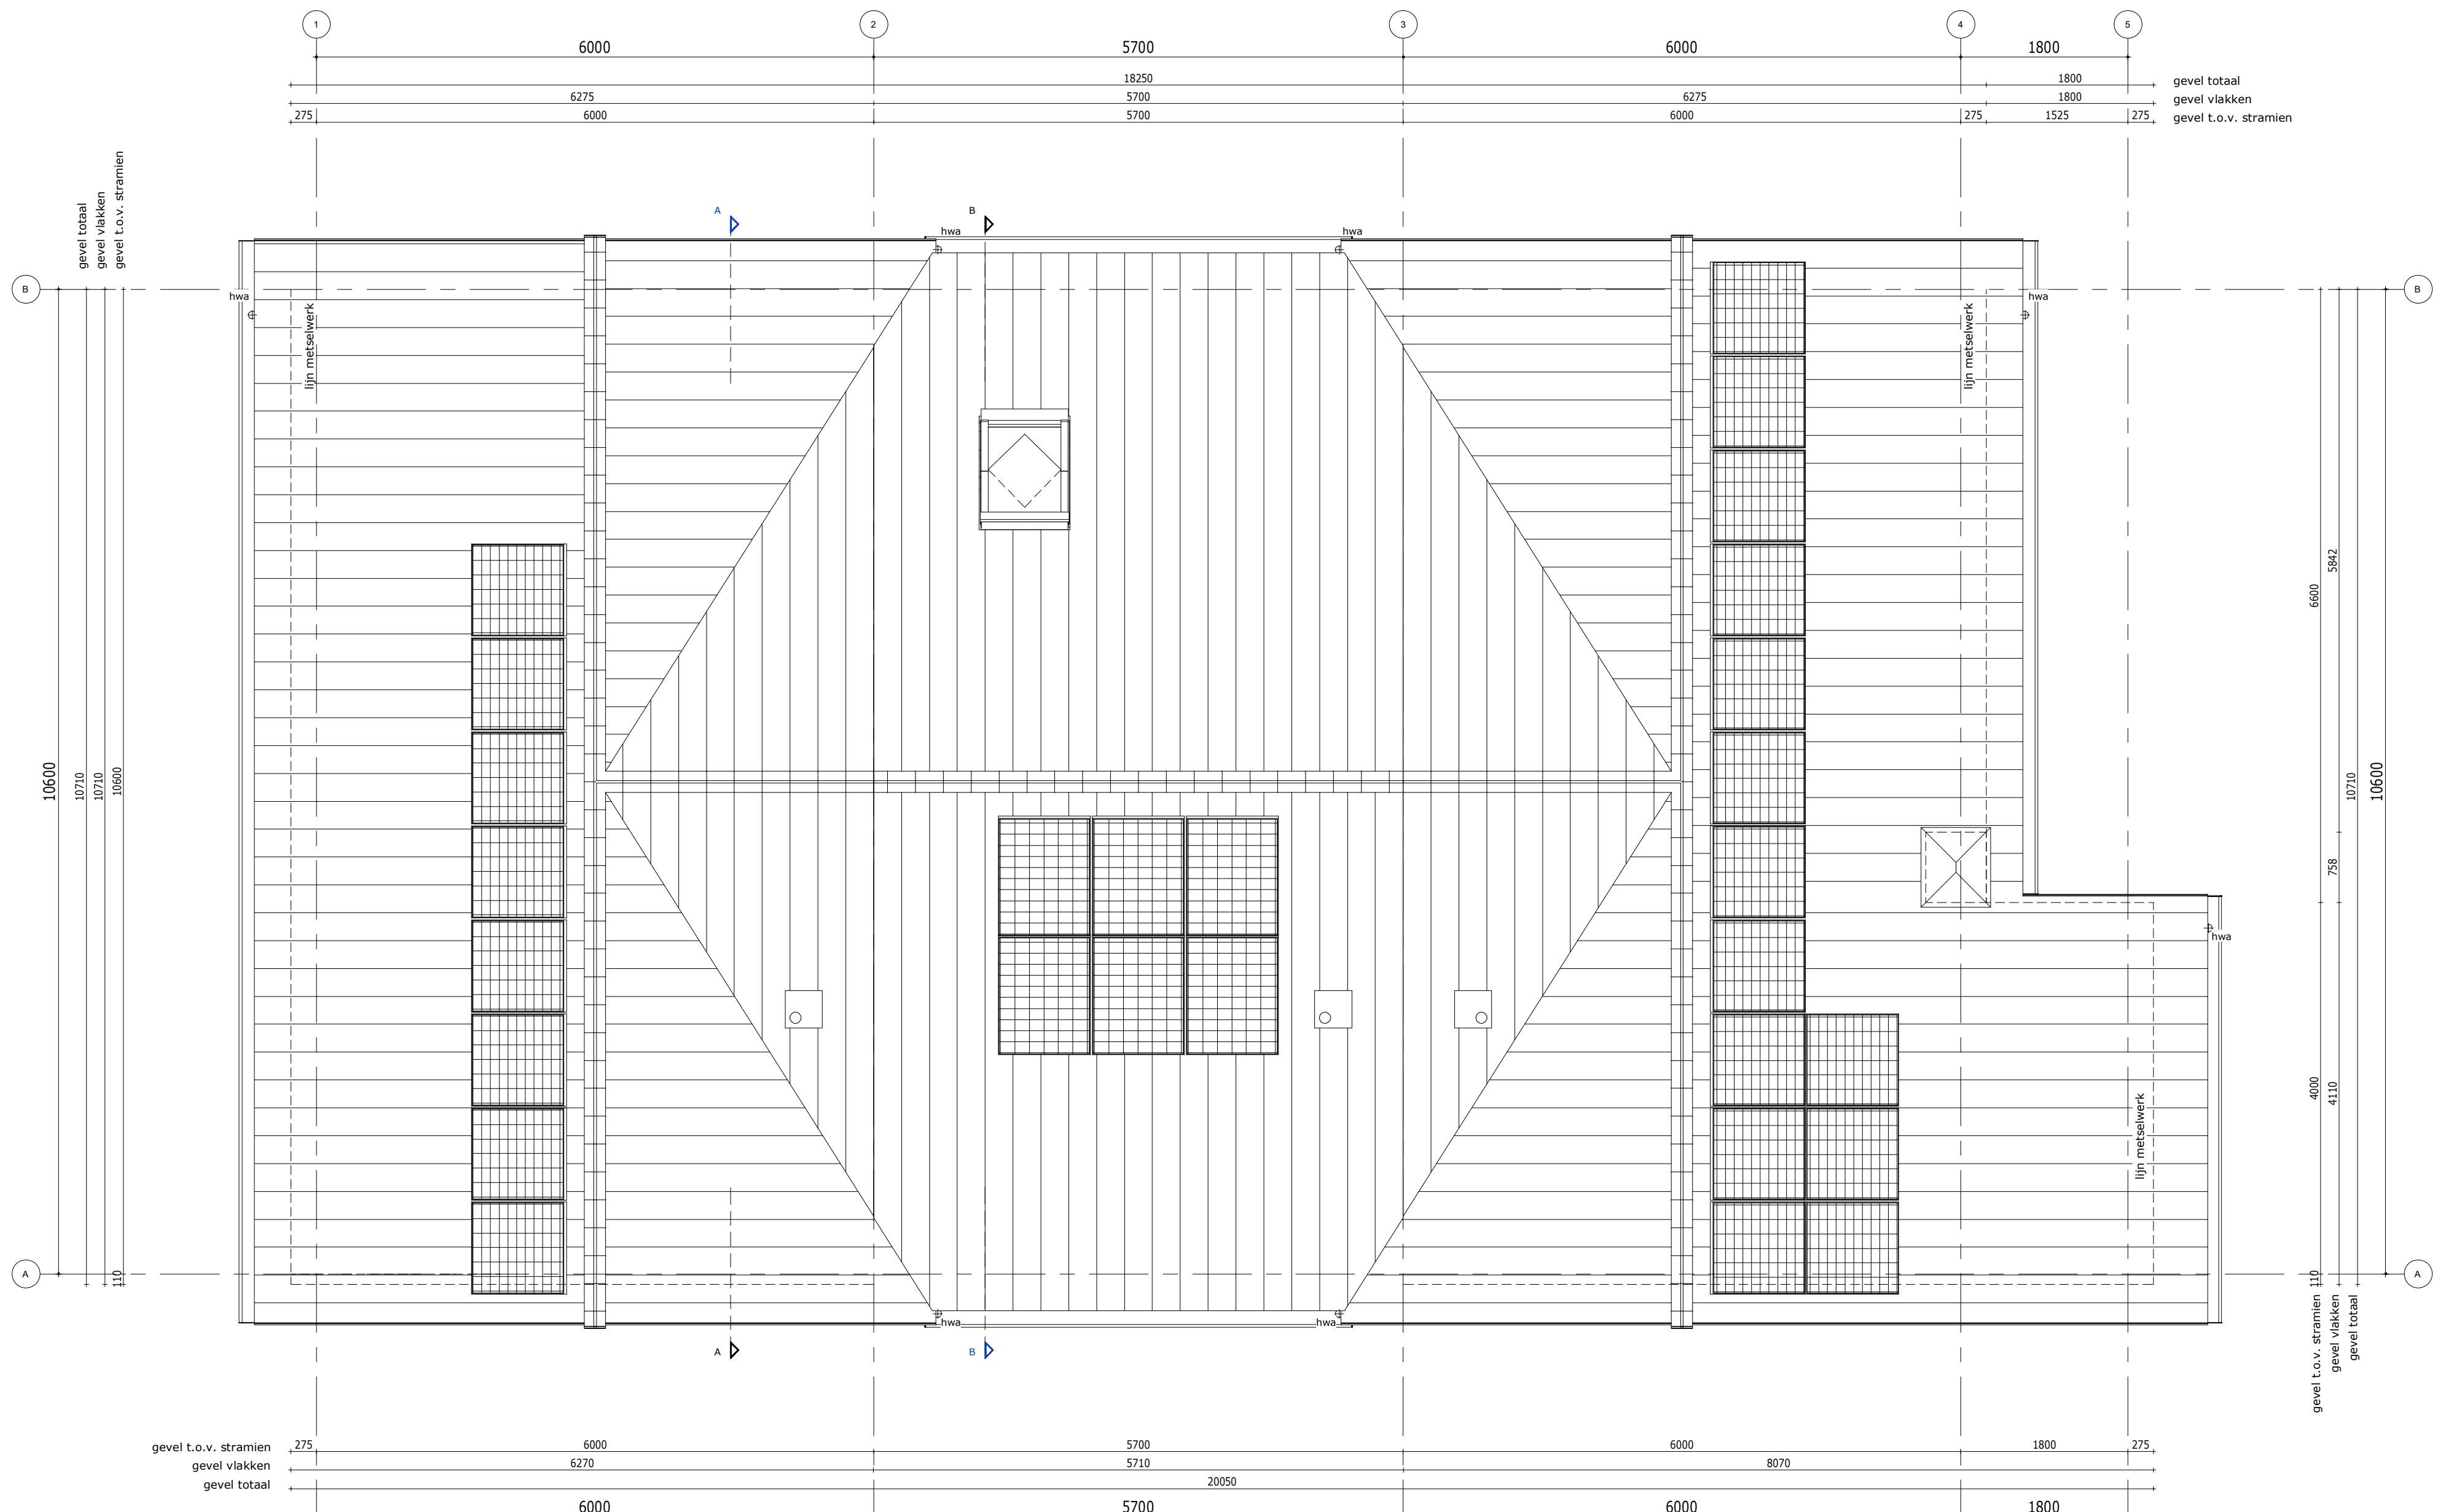 1 2 3 4 5
6000 5700 6000 1800
18250 1800 gevel totaal
6275 5700 6275 1800 gevel vlakken
275 6000 5700 6000 275 1525 275 gevel t.o.v. stramien
gevel totaal
gevel vlakken
gevel t.o.v. stramien
A B
hwa hwa
B B
hwa hwa
lijn metselwerk lijn metselwerk
10600
10710
10710
10600
110
6600
5842
758
4000
4110
110
10710
10600
hwa
lijn metselwerk
A A
hwa hwa
A B
gevel t.o.v. stramien
gevel vlakken
gevel totaal
gevel t.o.v. stramien 275 6000 5700 6000 1800 275
gevel vlakken 6270 5710 8070
gevel totaal 20050
6000 5700 6000 1800